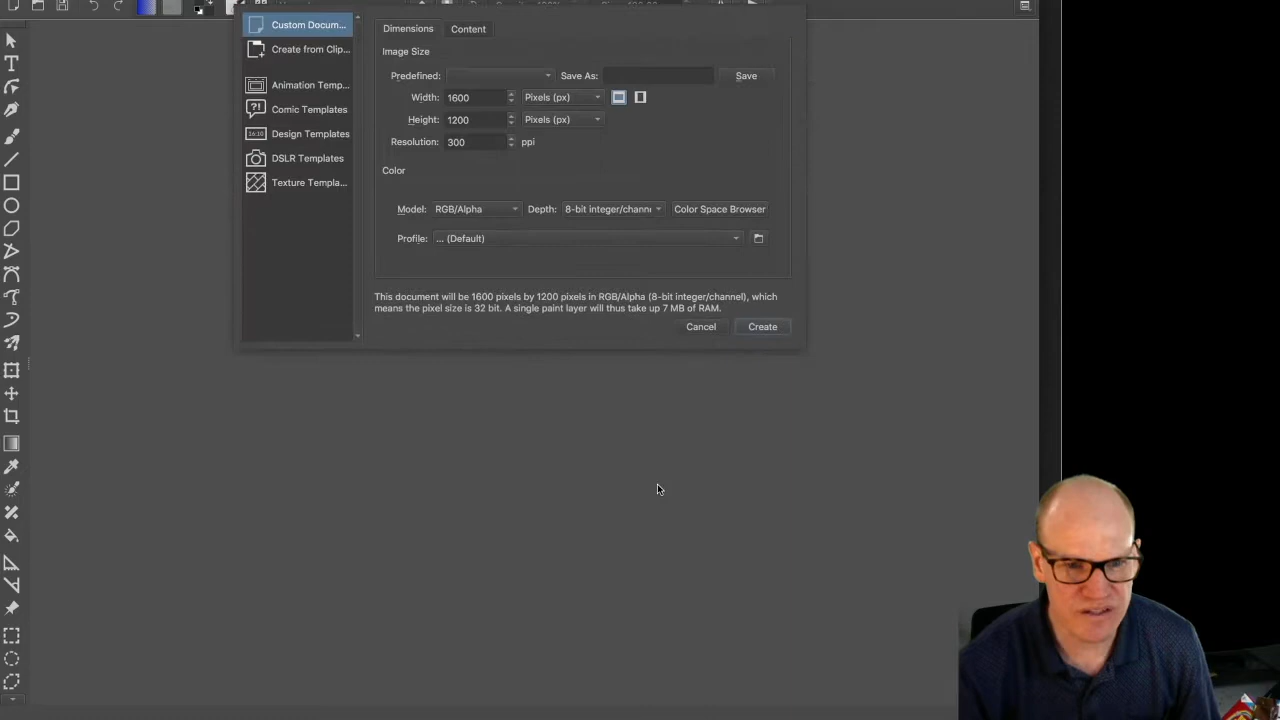 Custom Docum...
Create from Clip...
Animation Temp...
Comic Templates
Design Templates
DSLR Templates
Texture Templa...
Dimensions Content
Image Size
Predefined: Save As: Save
Width: 1600 Pixels (px)
Height: 1200 Pixels (px)
Resolution: 300 ppi
Color
Model: RGB/Alpha Depth: 8-bit integer/chann Color Space Browser
Profile: ... (Default)
This document will be 1600 pixels by 1200 pixels in RGB/Alpha (8-bit integer/channel), which
means the pixel size is 32 bit. A single paint layer will thus take up 7 MB of RAM.
Cancel Create
16:10
?!